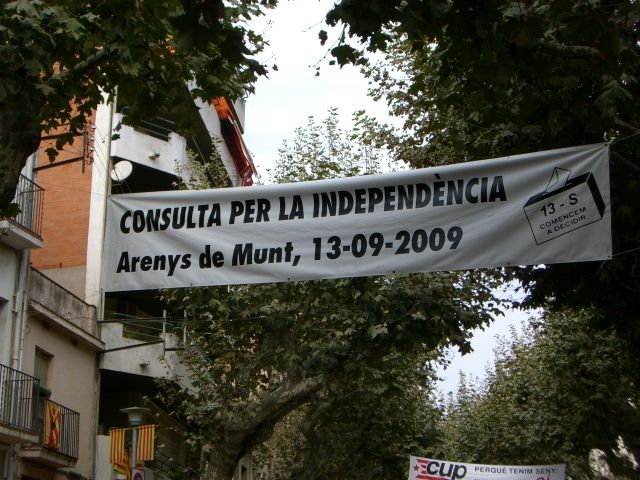 CONSULTA PER LA INDEPENDÈNCIA
Arenys de Munt, 13-09-2009
13 - S
COMENCEM
A DECIDIR
CUP PERQUÈ TENIM SENY